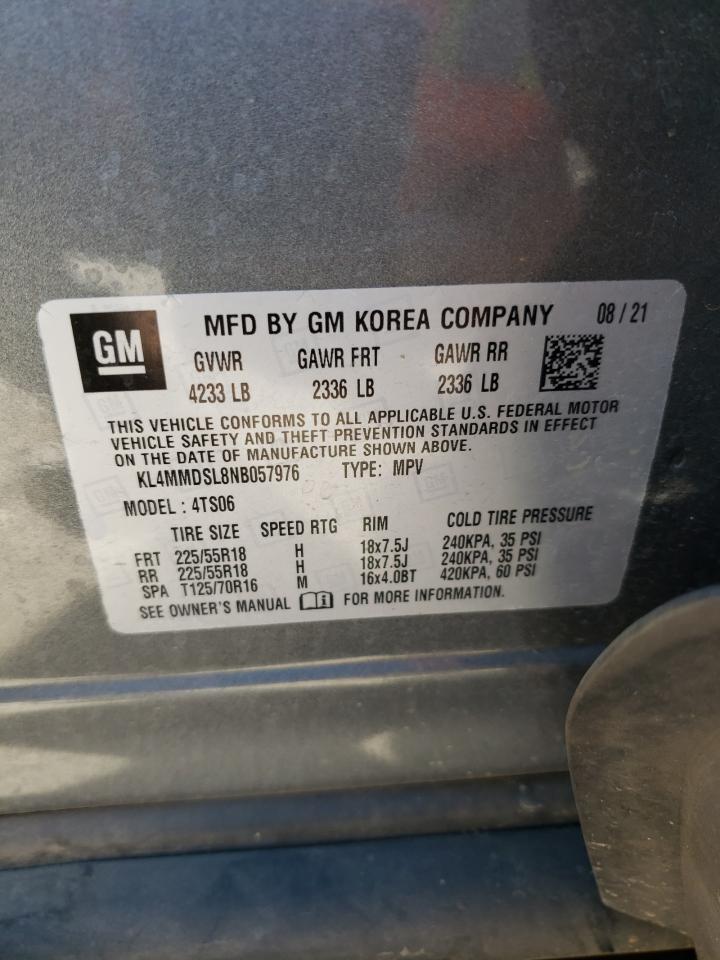 GM
MFD BY GM KOREA COMPANY 08 / 21
GVWR GAWR FRT GAWR RR
4233 LB 2336 LB 2336 LB
THIS VEHICLE CONFORMS TO ALL APPLICABLE U.S. FEDERAL MOTOR
VEHICLE SAFETY AND THEFT PREVENTION STANDARDS IN EFFECT
ON THE DATE OF MANUFACTURE SHOWN ABOVE.
KL4MMDSL8NB057976 TYPE: MPV
MODEL : 4TS06
TIRE SIZE SPEED RTG RIM COLD TIRE PRESSURE
FRT 225/55R18 H 18x7.5J 240KPA, 35 PSI
RR 225/55R18 H 18x7.5J 240KPA, 35 PSI
SPA T125/70R16 M 16x4.0BT 420KPA, 60 PSI
SEE OWNER'S MANUAL FOR MORE INFORMATION.